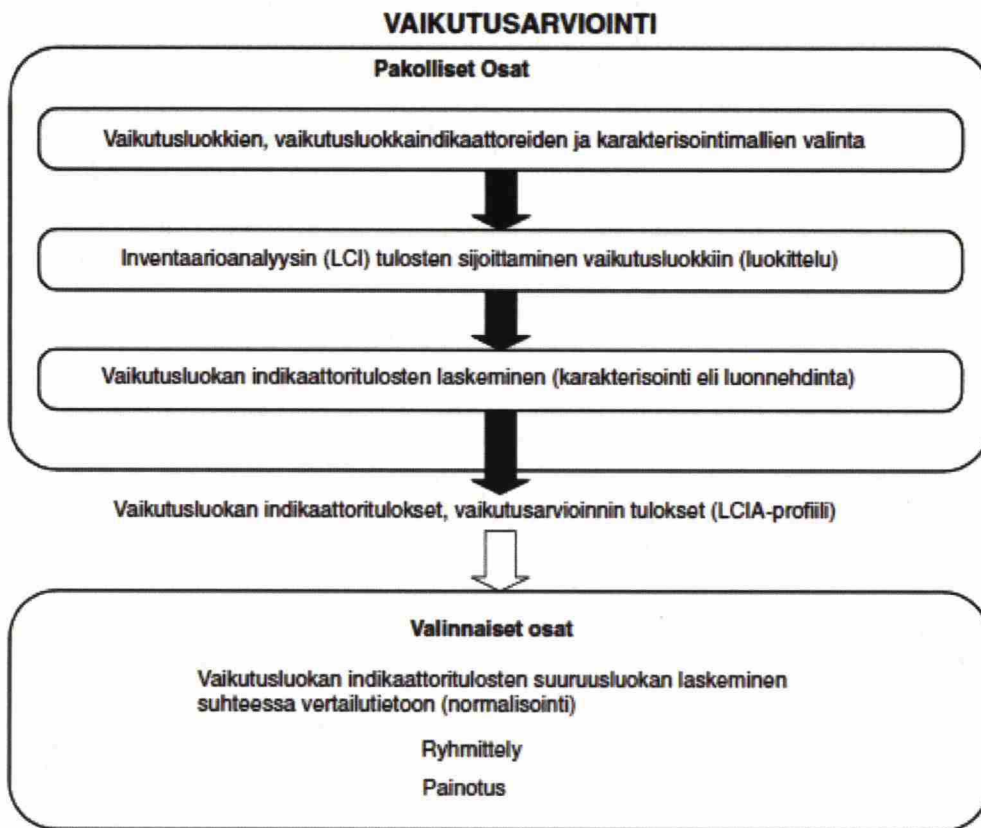 VAIKUTUSARVIOINTI
Pakolliset Osat
Vaikutusluokkien, vaikutusluokkaindikaattoreiden ja karakterisointimallien valinta
Inventaarioanalyysin (LCI) tulosten sijoittaminen vaikutusluokkiin (luokittelu)
Vaikutusluokan indikaattoritulosten laskeminen (karakterisointi eli luonnehdinta)
Vaikutusluokan indikaattoritulokset, vaikutusarvioinnin tulokset (LCIA-profiili)
Valinnaiset osat
Vaikutusluokan indikaattoritulosten suuruusluokan laskeminen
suhteessa vertailutietoon (normalisointi)
Ryhmittely
Painotus